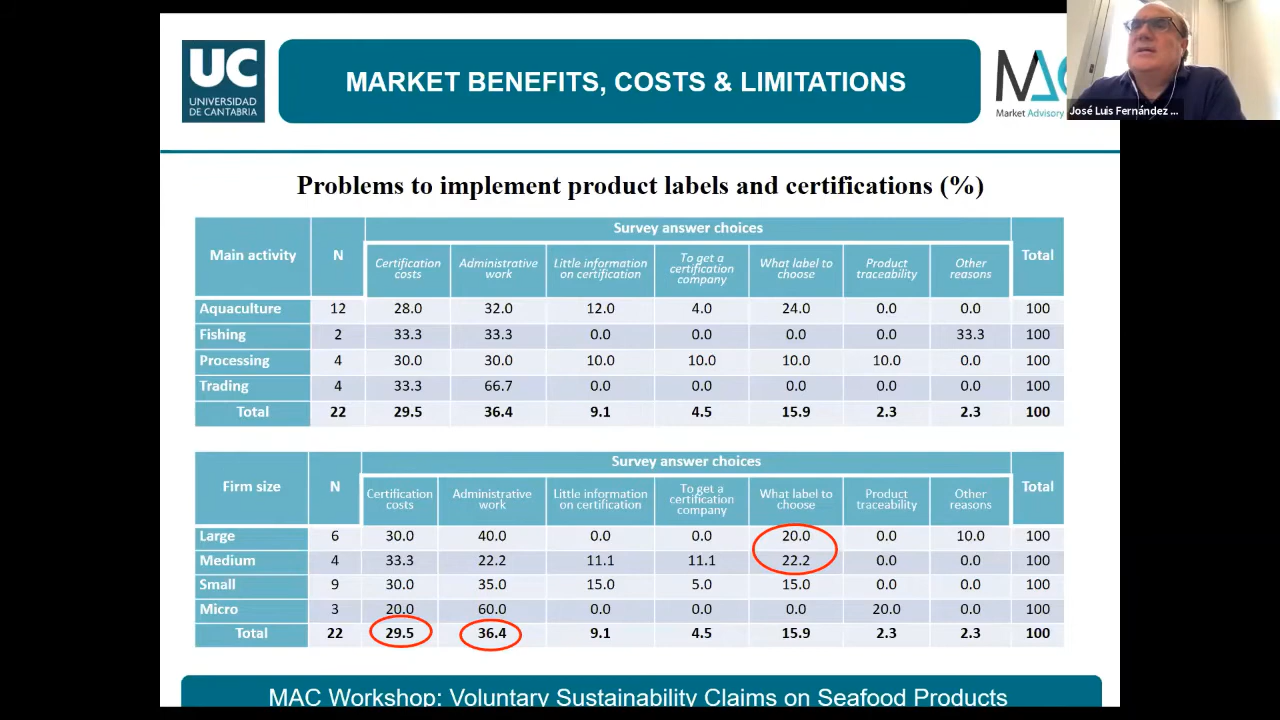 UC
UNIVERSIDAD
DE CANTABRIA
MARKET BENEFITS, COSTS & LIMITATIONS
MAC
Market Advisory
José Luis Fernández ...
Problems to implement product labels and certifications (%)
Main activity N Survey answer choices Total
Certification costs Administrative work Little information on certification To get a certification company What label to choose Product traceability Other reasons
Aquaculture 12 28.0 32.0 12.0 4.0 24.0 0.0 0.0 100
Fishing 2 33.3 33.3 0.0 0.0 0.0 0.0 33.3 100
Processing 4 30.0 30.0 10.0 10.0 10.0 10.0 0.0 100
Trading 4 33.3 66.7 0.0 0.0 0.0 0.0 0.0 100
Total 22 29.5 36.4 9.1 4.5 15.9 2.3 2.3 100
Firm size N Survey answer choices Total
Certification costs Administrative work Little information on certification To get a certification company What label to choose Product traceability Other reasons
Large 6 30.0 40.0 0.0 0.0 20.0 0.0 10.0 100
Medium 4 33.3 22.2 11.1 11.1 22.2 0.0 0.0 100
Small 9 30.0 35.0 15.0 5.0 15.0 0.0 0.0 100
Micro 3 20.0 60.0 0.0 0.0 0.0 20.0 0.0 100
Total 22 29.5 36.4 9.1 4.5 15.9 2.3 2.3 100
MAC Workshop: Voluntary Sustainability Claims on Seafood Products